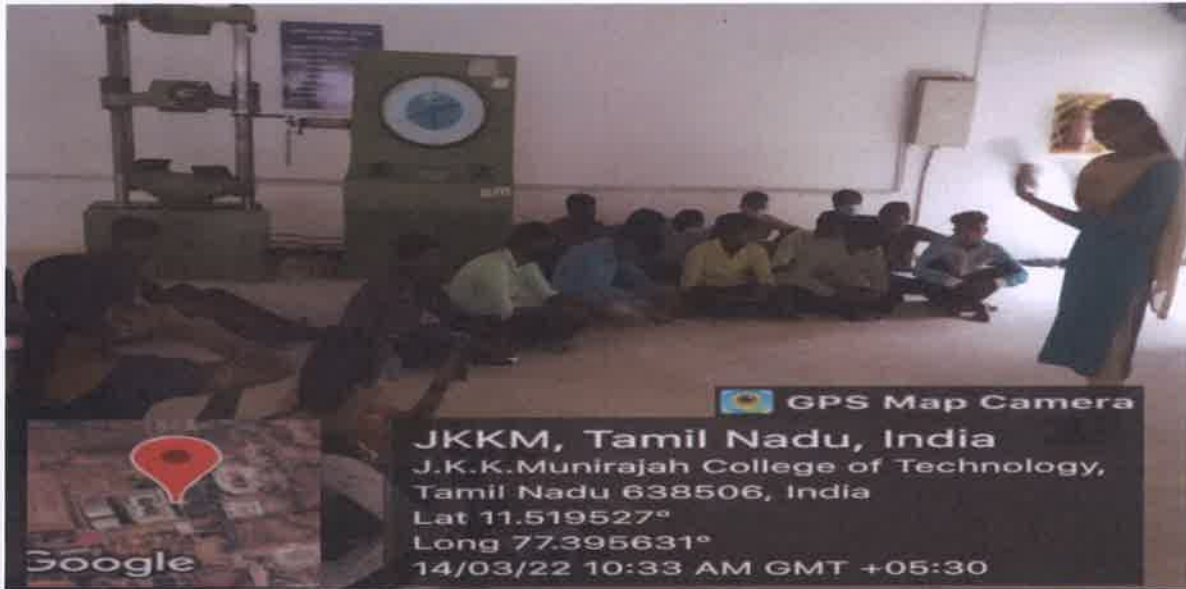 GPS Map Camera
JKKM, Tamil Nadu, India
J.K.K.Munirajah College of Technology,
Tamil Nadu 638506, India
Lat 11.519527°
Long 77.395631°
14/03/22 10:33 AM GMT +05:30
Google